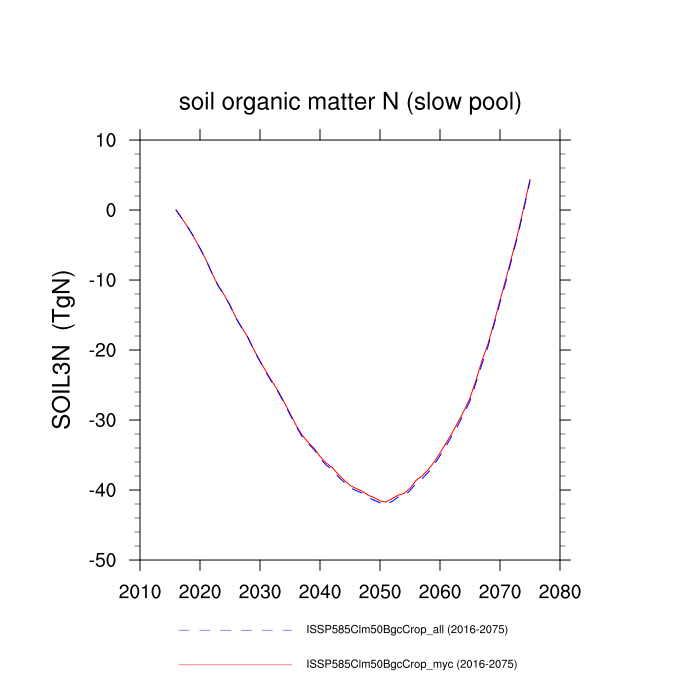 soil organic matter N (slow pool)
10
0
-10
-20
-30
-40
-50
SOIL3N (TgN)
2010 2020 2030 2040 2050 2060 2070 2080
ISSP585Clm50BgcCrop_all (2016-2075)
ISSP585Clm50BgcCrop_myc (2016-2075)